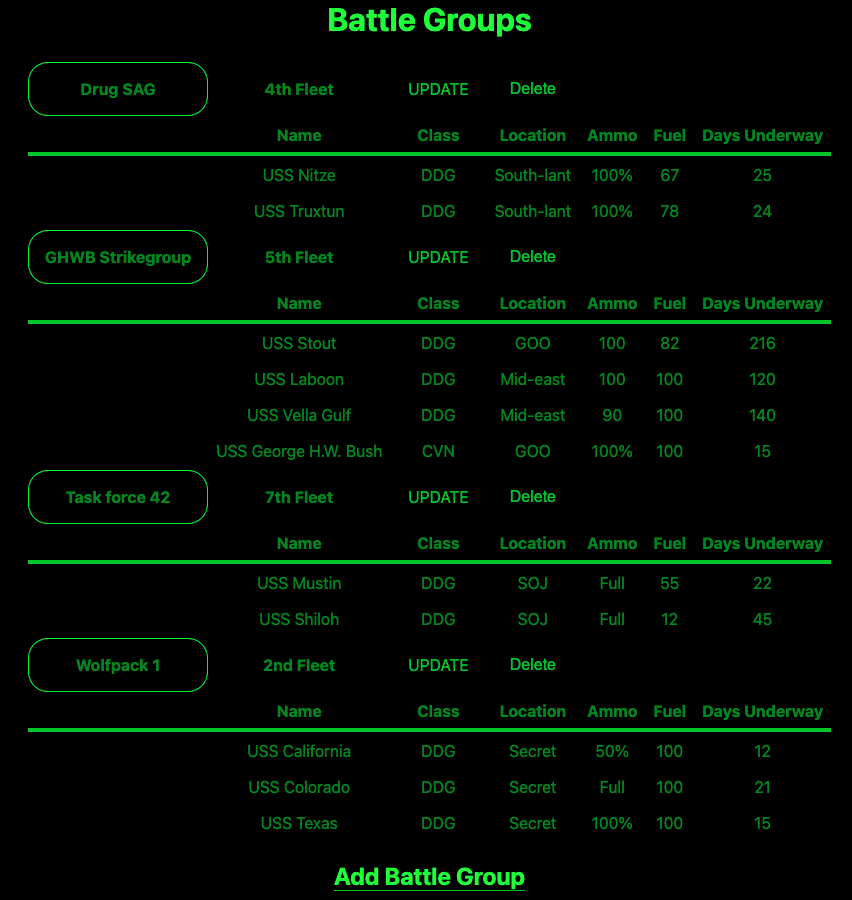 Battle Groups
Drug SAG 4th Fleet UPDATE Delete
Name Class Location Ammo Fuel Days Underway
USS Nitze DDG South-lant 100% 67 25
USS Truxtun DDG South-lant 100% 78 24
GHWB Strikegroup 5th Fleet UPDATE Delete
Name Class Location Ammo Fuel Days Underway
USS Stout DDG GOO 100 82 216
USS Laboon DDG Mid-east 100 100 120
USS Vella Gulf DDG Mid-east 90 100 140
USS George H.W. Bush CVN GOO 100% 100 15
Task force 42 7th Fleet UPDATE Delete
Name Class Location Ammo Fuel Days Underway
USS Mustin DDG SOJ Full 55 22
USS Shiloh DDG SOJ Full 12 45
Wolfpack 1 2nd Fleet UPDATE Delete
Name Class Location Ammo Fuel Days Underway
USS California DDG Secret 50% 100 12
USS Colorado DDG Secret Full 100 21
USS Texas DDG Secret 100% 100 15
Add Battle Group